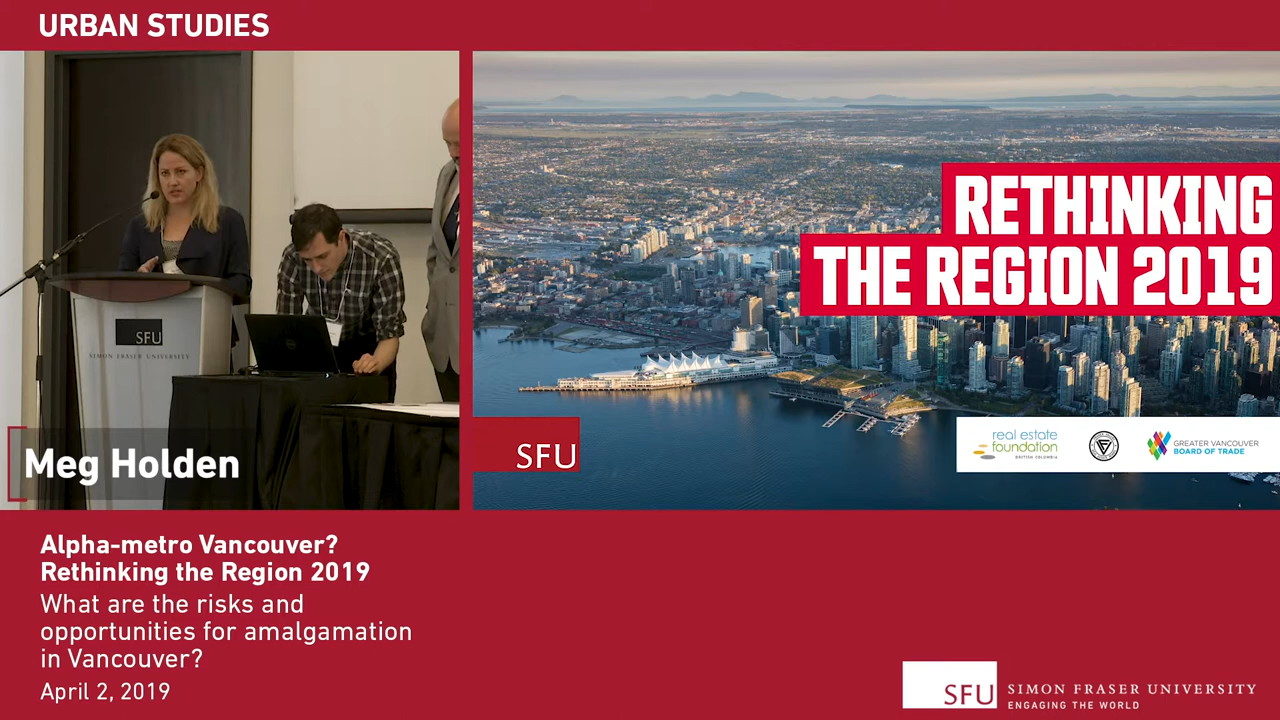 URBAN STUDIES
SFU
SIMON FRASER UNIVERSITY
Meg Holden
RETHINKING
THE REGION 2019
SFU
real estate
foundation
BRITISH COLUMBIA
GREATER VANCOUVER
BOARD OF TRADE
Alpha-metro Vancouver?
Rethinking the Region 2019
What are the risks and
opportunities for amalgamation
in Vancouver?
April 2, 2019
SFU
SIMON FRASER UNIVERSITY
ENGAGING THE WORLD